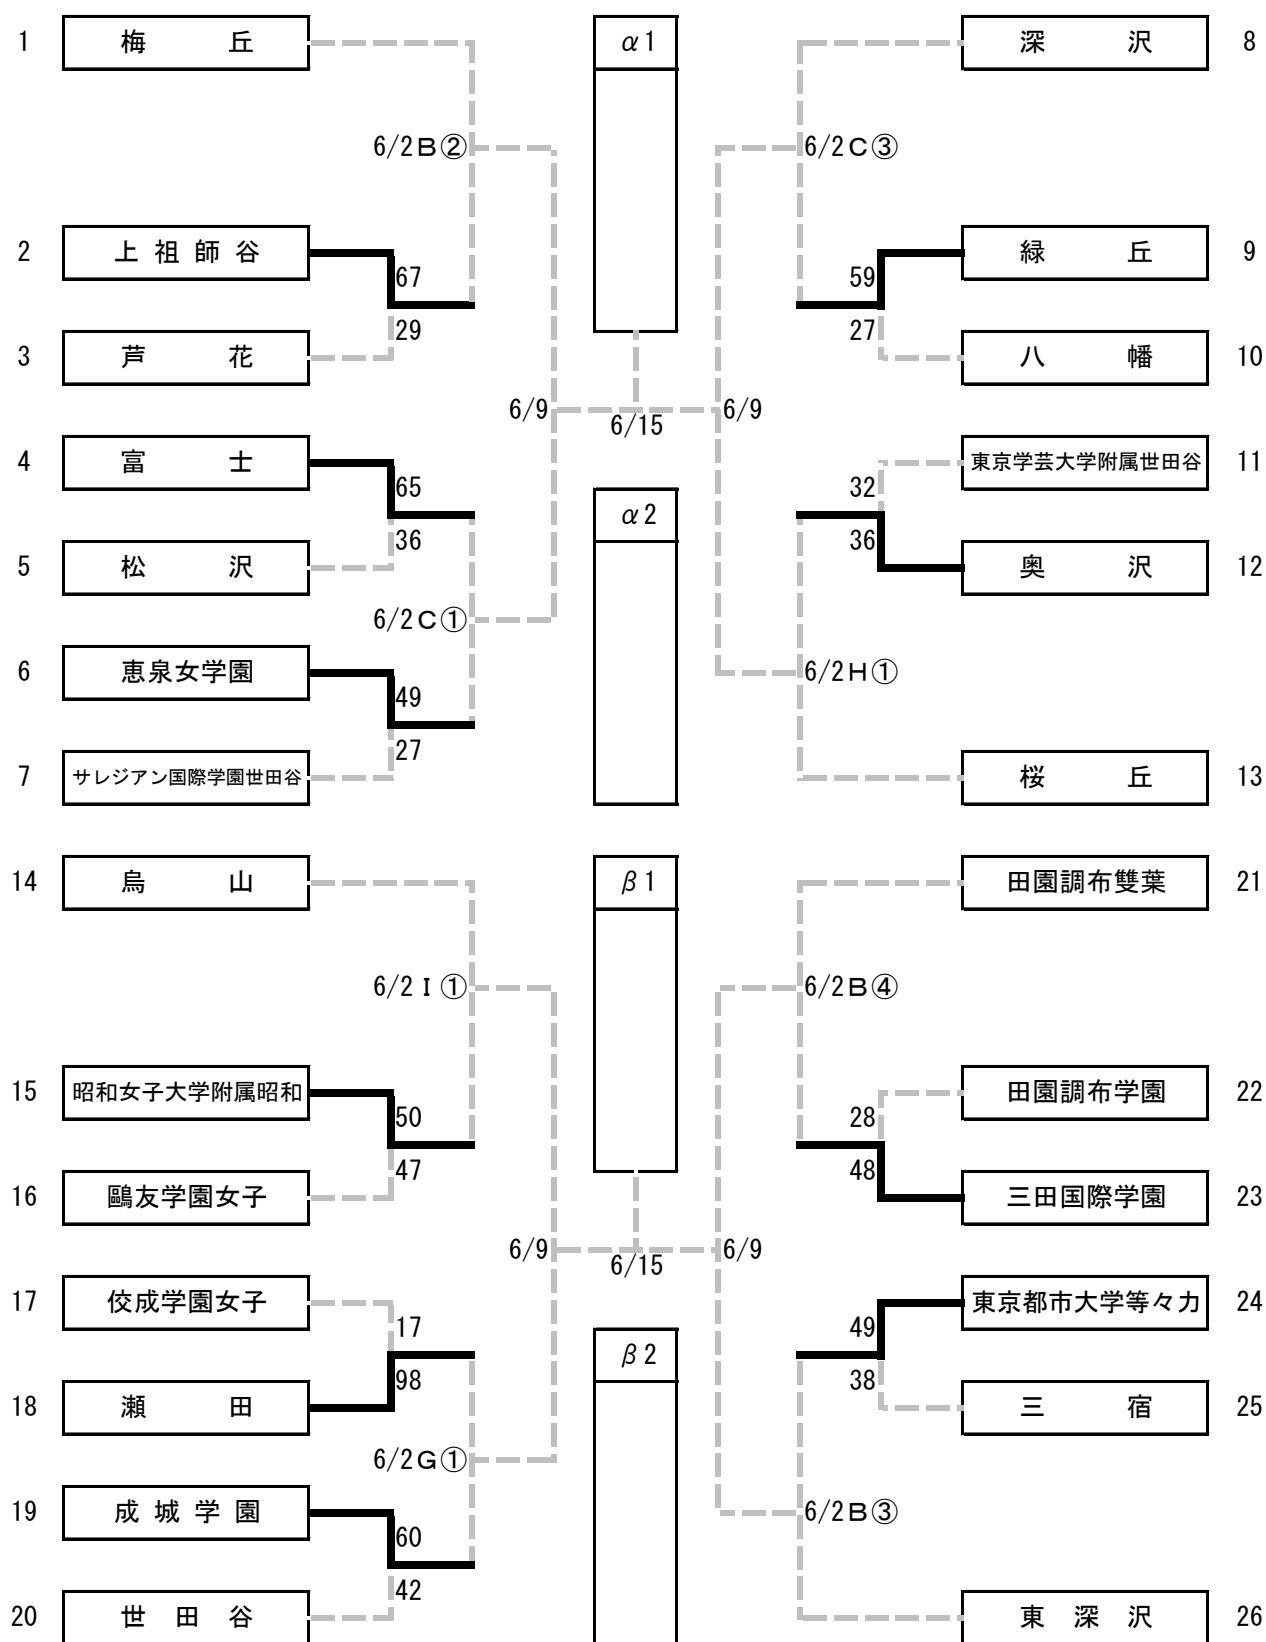 1 梅 丘 α1 深 沢 8
6/2B② 6/2C③
2 上 祖 師 谷 緑 丘 9
67 59
29 27
3 芦 花 八 幡 10
6/9 6/15 6/9
4 富 士 東京学芸大学附属世田谷 11
65 α2 32
36 36
5 松 沢 奥 沢 12
6/2C①
6 恵泉女学園 6/2H①
49
27
7 サレジアン国際学園世田谷 桜 丘 13
14 烏 山 β1 田園調布雙葉 21
6/2I① 6/2B④
15 昭和女子大学附属昭和 田園調布学園 22
50 28
47 48
16 鷗友学園女子 三田国際学園 23
6/9 6/15 6/9
17 佼成学園女子 東京都市大学等々力 24
17 β2 49
98 38
18 瀬 田 三 宿 25
6/2G①
19 成 城 学 園 6/2B③
60
42
20 世 田 谷 東 深 沢 26